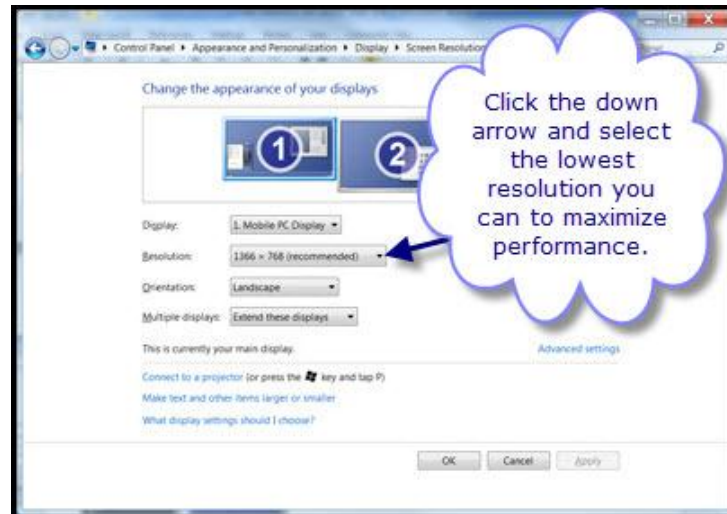 Control Panel ▸ Appearance and Personalization ▸ Display ▸ Screen Resolution
Change the appearance of your displays
1
2
Click the down
arrow and select
the lowest
resolution you
can to maximize
performance.
Display: 1. Mobile PC Display
Resolution: 1366 × 768 (recommended)
Orientation: Landscape
Multiple displays: Extend these displays
This is currently your main display.
Advanced settings
Connect to a projector (or press the key and tap P)
Make text and other items larger or smaller
What display settings should I choose?
OK Cancel Apply